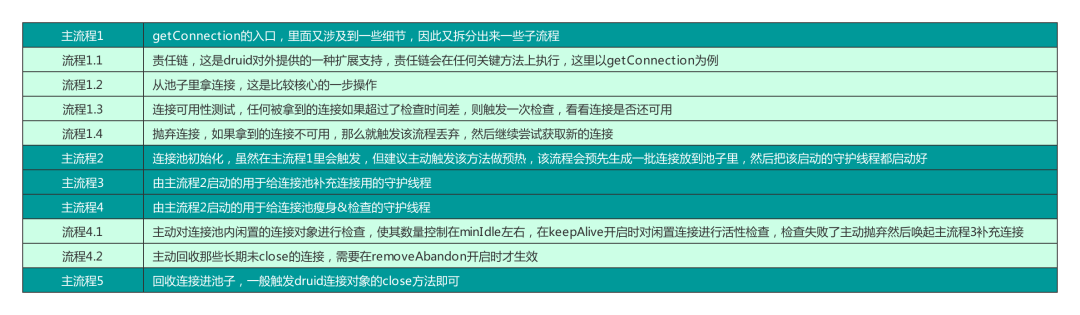 主流程1 getConnection的入口，里面又涉及到一些细节，因此又拆分出来一些子流程
流程1.1 责任链，这是druid对外提供的一种扩展支持，责任链会在任何关键方法上执行，这里以getConnection为例
流程1.2 从池子里拿连接，这是比较核心的一步操作
流程1.3 连接可用性测试，任何被拿到的连接如果超过了检查时间差，则触发一次检查，看看连接是否还可用
流程1.4 抛弃连接，如果拿到的连接不可用，那么就触发该流程丢弃，然后继续尝试获取新的连接
主流程2 连接池初始化，虽然在主流程1里会触发，但建议主动触发该方法做预热，该流程会预先生成一批连接放到池子里，然后把该启动的守护线程都启动好
主流程3 由主流程2启动的用于给连接池补充连接用的守护线程
主流程4 由主流程2启动的用于给连接池瘦身&检查的守护线程
流程4.1 主动对连接池内闲置的连接对象进行检查，使其数量控制在minIdle左右，在keepAlive开启时对闲置连接进行活性检查，检查失败了主动抛弃然后唤起主流程3补充连接
流程4.2 主动回收那些长期未close的连接，需要在removeAbandon开启时才生效
主流程5 回收连接进池子，一般触发druid连接对象的close方法即可